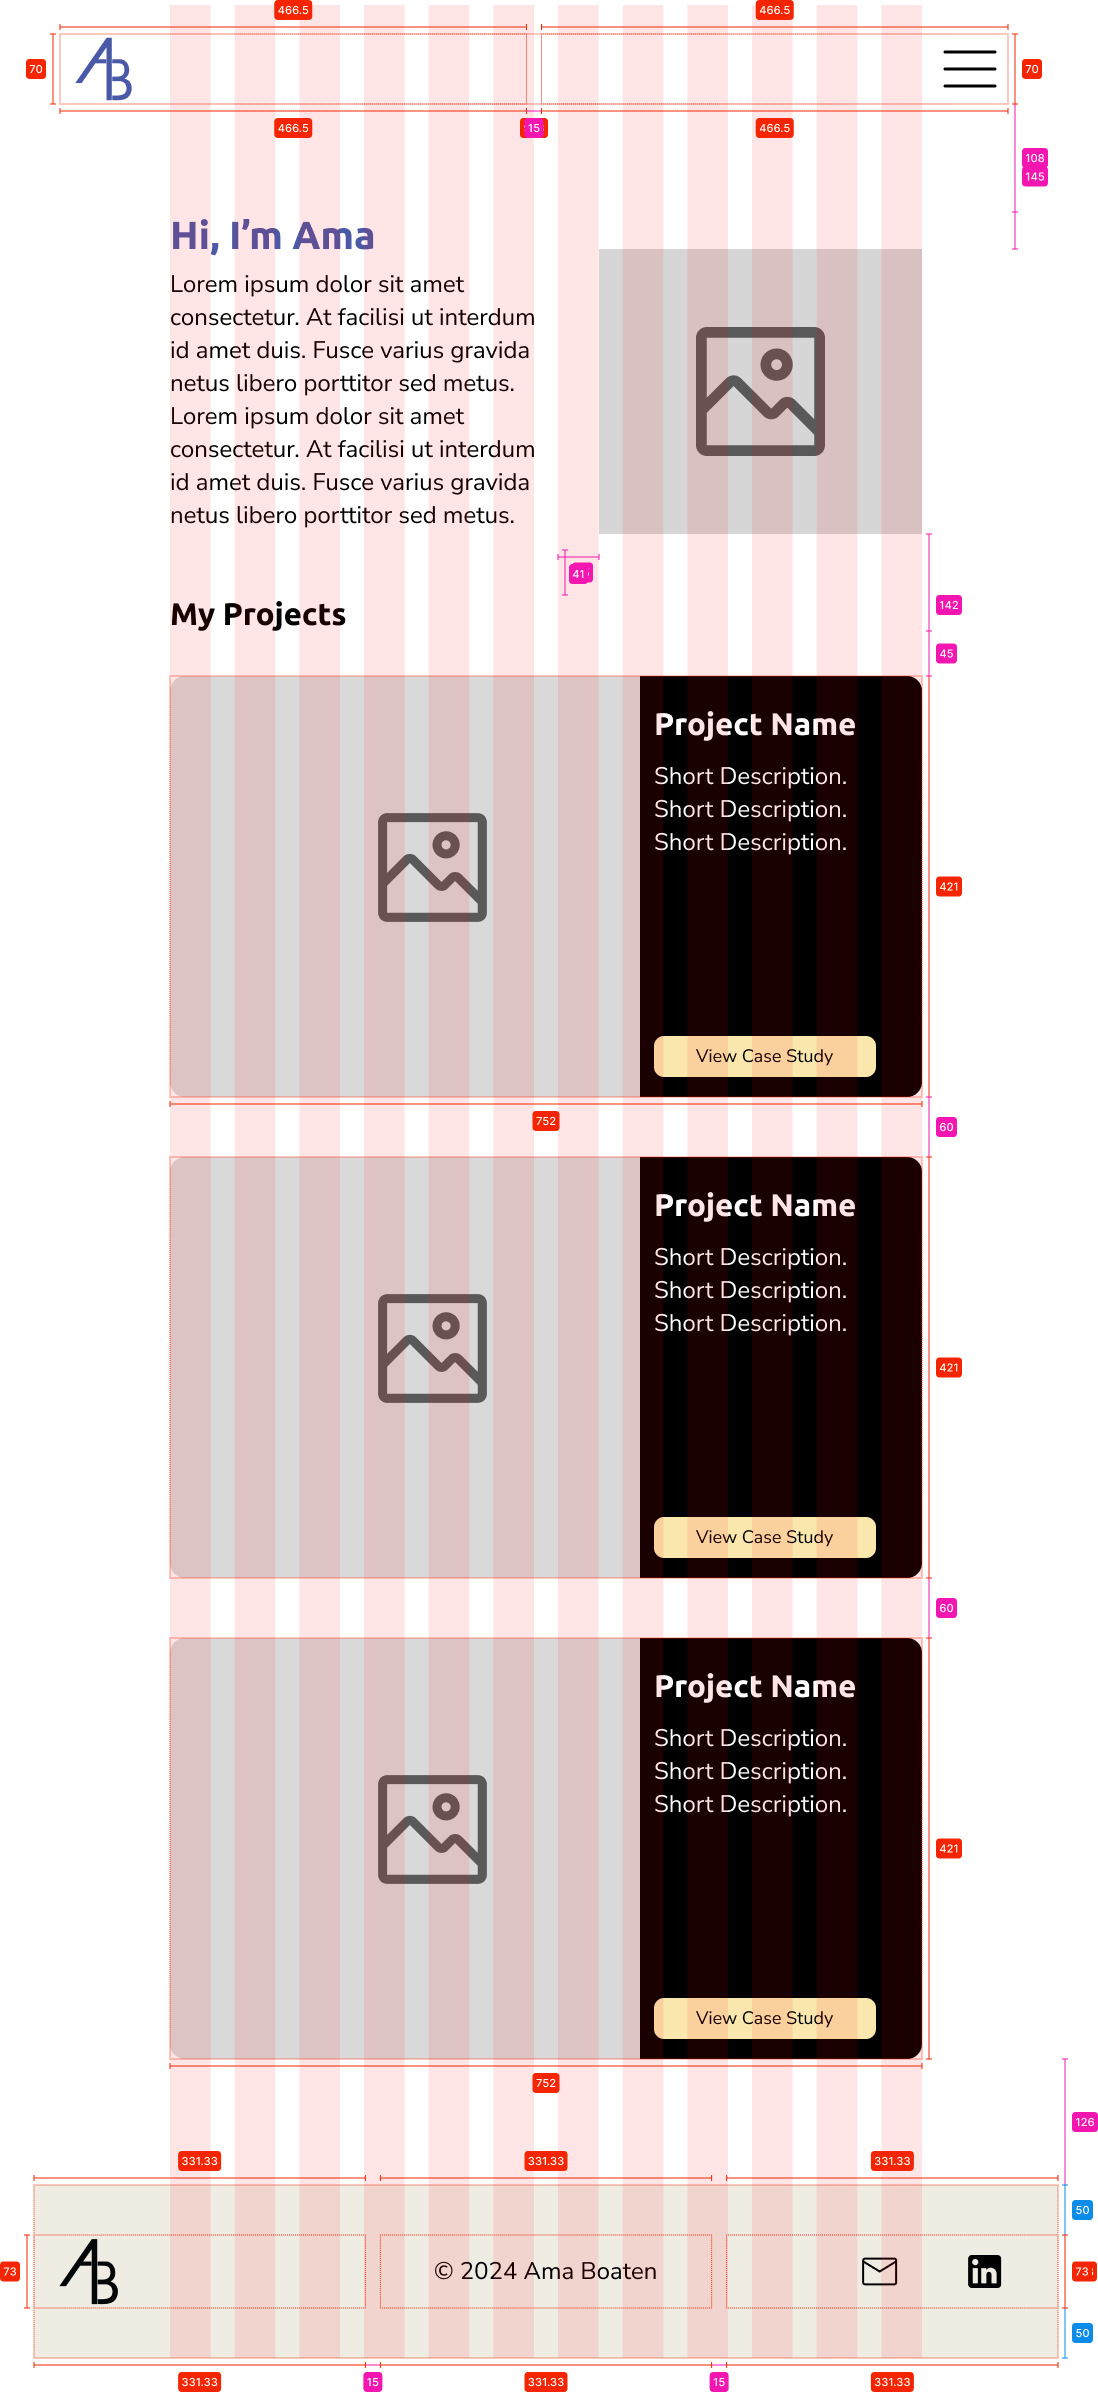 466.5
466.5
70
AB
70
466.5
15
466.5
108
145
Hi, I’m Ama
Lorem ipsum dolor sit amet
consectetur. At facilisi ut interdum
id amet duis. Fusce varius gravida
netus libero porttitor sed metus.
Lorem ipsum dolor sit amet
consectetur. At facilisi ut interdum
id amet duis. Fusce varius gravida
netus libero porttitor sed metus.
41
142
My Projects
45
Project Name
Short Description.
Short Description.
Short Description.
421
View Case Study
752
60
Project Name
Short Description.
Short Description.
Short Description.
421
View Case Study
60
Project Name
Short Description.
Short Description.
Short Description.
421
View Case Study
752
126
331.33
331.33
331.33
50
73
AB
© 2024 Ama Boaten
in
73
50
331.33
15
331.33
15
331.33